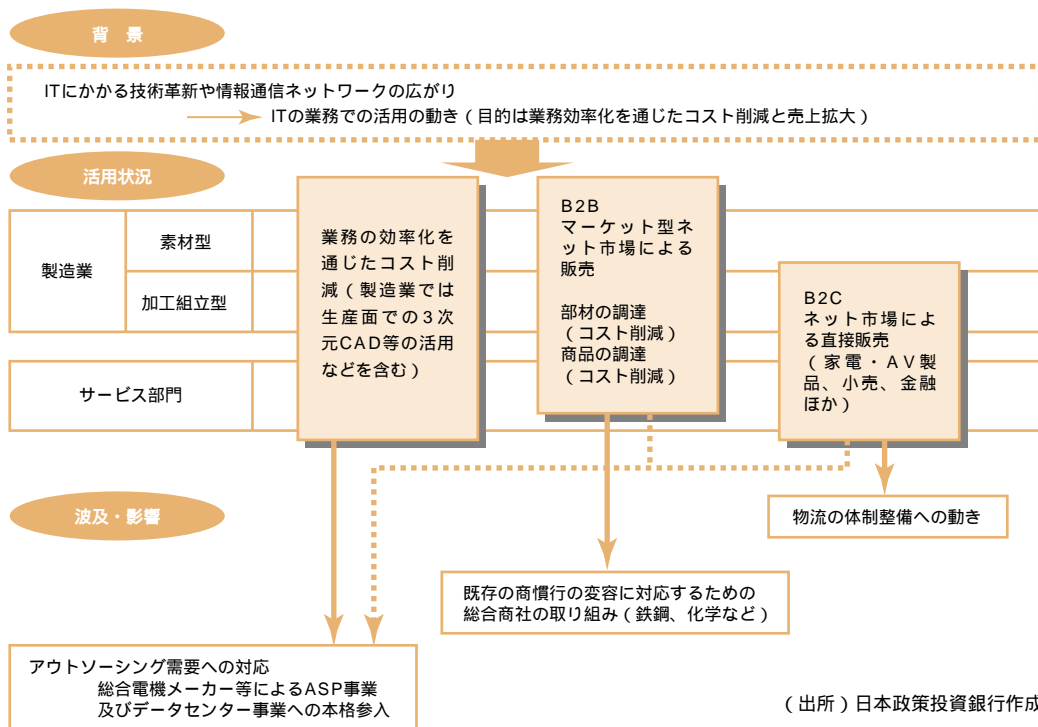 背 景
ITにかかる技術革新や情報通信ネットワークの広がり
ITの業務での活用の動き（目的は業務効率化を通じたコスト削減と売上拡大）
活用状況
製造業
素材型
加工組立型
サービス部門
業務の効率化を
通じたコスト削
減（製造業では
生産面での3次
元CAD等の活用
などを含む）
B2B
マーケット型ネ
ット市場による
販売
部材の調達
（コスト削減）
商品の調達
（コスト削減）
B2C
ネット市場によ
る直接販売
（家電・AV製
品、小売、金融
ほか）
波及・影響
物流の体制整備への動き
既存の商慣行の変容に対応するための
総合商社の取り組み（鉄鋼、化学など）
アウトソーシング需要への対応
総合電機メーカー等によるASP事業
及びデータセンター事業への本格参入
（出所）日本政策投資銀行作成